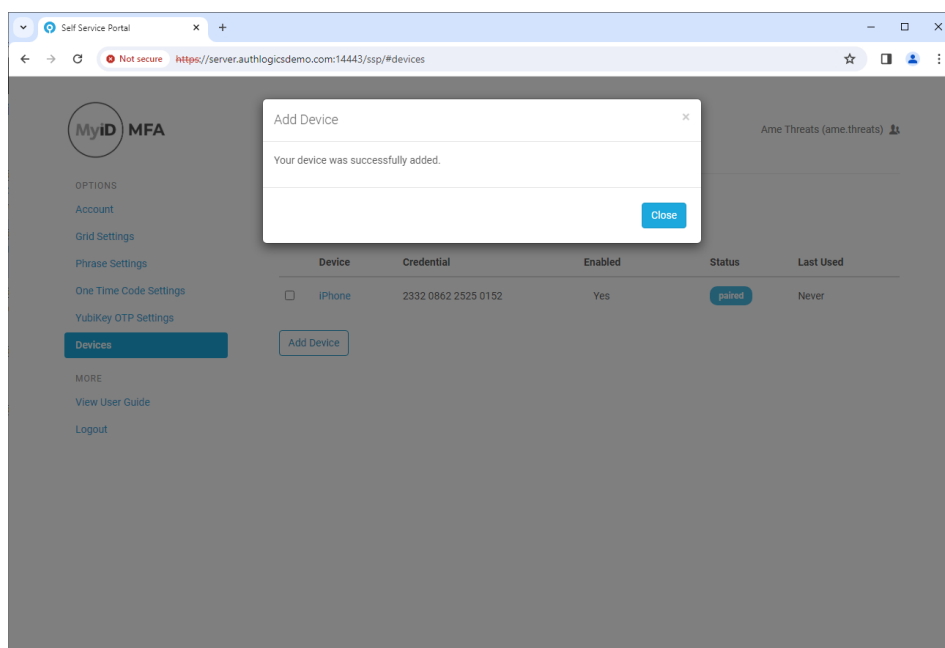 Self Service Portal
Not secure https://server.authlogicsdemo.com:14443/ssp/#devices
MyiD MFA
Add Device ×
Your device was successfully added.
Close
Ame Threats (ame.threats)
OPTIONS
Account
Grid Settings
Phrase Settings
One Time Code Settings
YubiKey OTP Settings
Devices
MORE
View User Guide
Logout
Device Credential Enabled Status Last Used
iPhone 2332 0862 2525 0152 Yes paired Never
Add Device